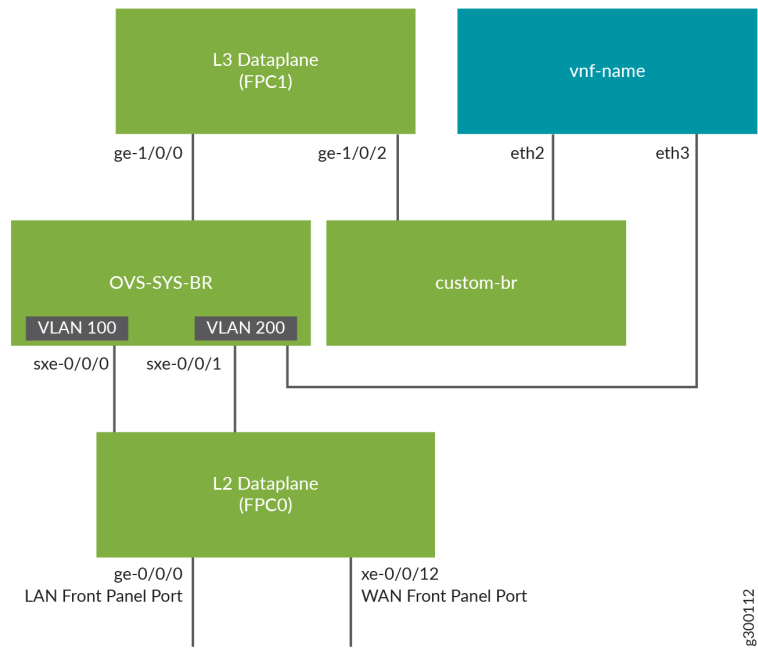 L3 Dataplane
(FPC1)
vnf-name
ge-1/0/0
ge-1/0/2
eth2
eth3
OVS-SYS-BR
custom-br
VLAN 100
VLAN 200
sxe-0/0/0
sxe-0/0/1
L2 Dataplane
(FPC0)
ge-0/0/0
LAN Front Panel Port
xe-0/0/12
WAN Front Panel Port
g300112